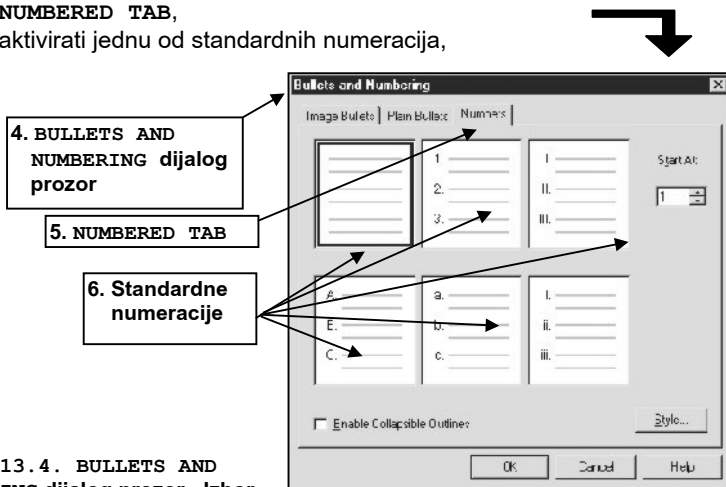 NUMBERED TAB,
aktivirati jednu od standardnih numeracija,
Bullets and Numbering
Image Bullets Plain Bullets Numbers
4. BULLETS AND
NUMBERING dijalog
prozor
5. NUMBERED TAB
6. Standardne
numeracije
1
2.
3.
I
II.
III.
Start At:
1
A.
E.
C.
a.
b.
c.
i.
ii.
iii.
Enable Collapsible Outlines
Style...
OK Cancel Help
13.4. BULLETS AND
dijalog prozor